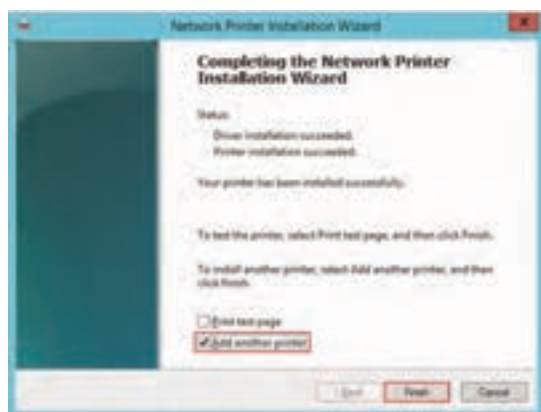 Network Printer Installation Wizard
Completing the Network Printer
Installation Wizard
Status:
Driver installation succeeded.
Printer installation succeeded.
Your printer has been installed successfully.
To test the printer, select Print test page, and then click Finish.
To install another printer, select Add another printer, and then
click Finish.
Print test page
Add another printer
< Back
Finish
Cancel